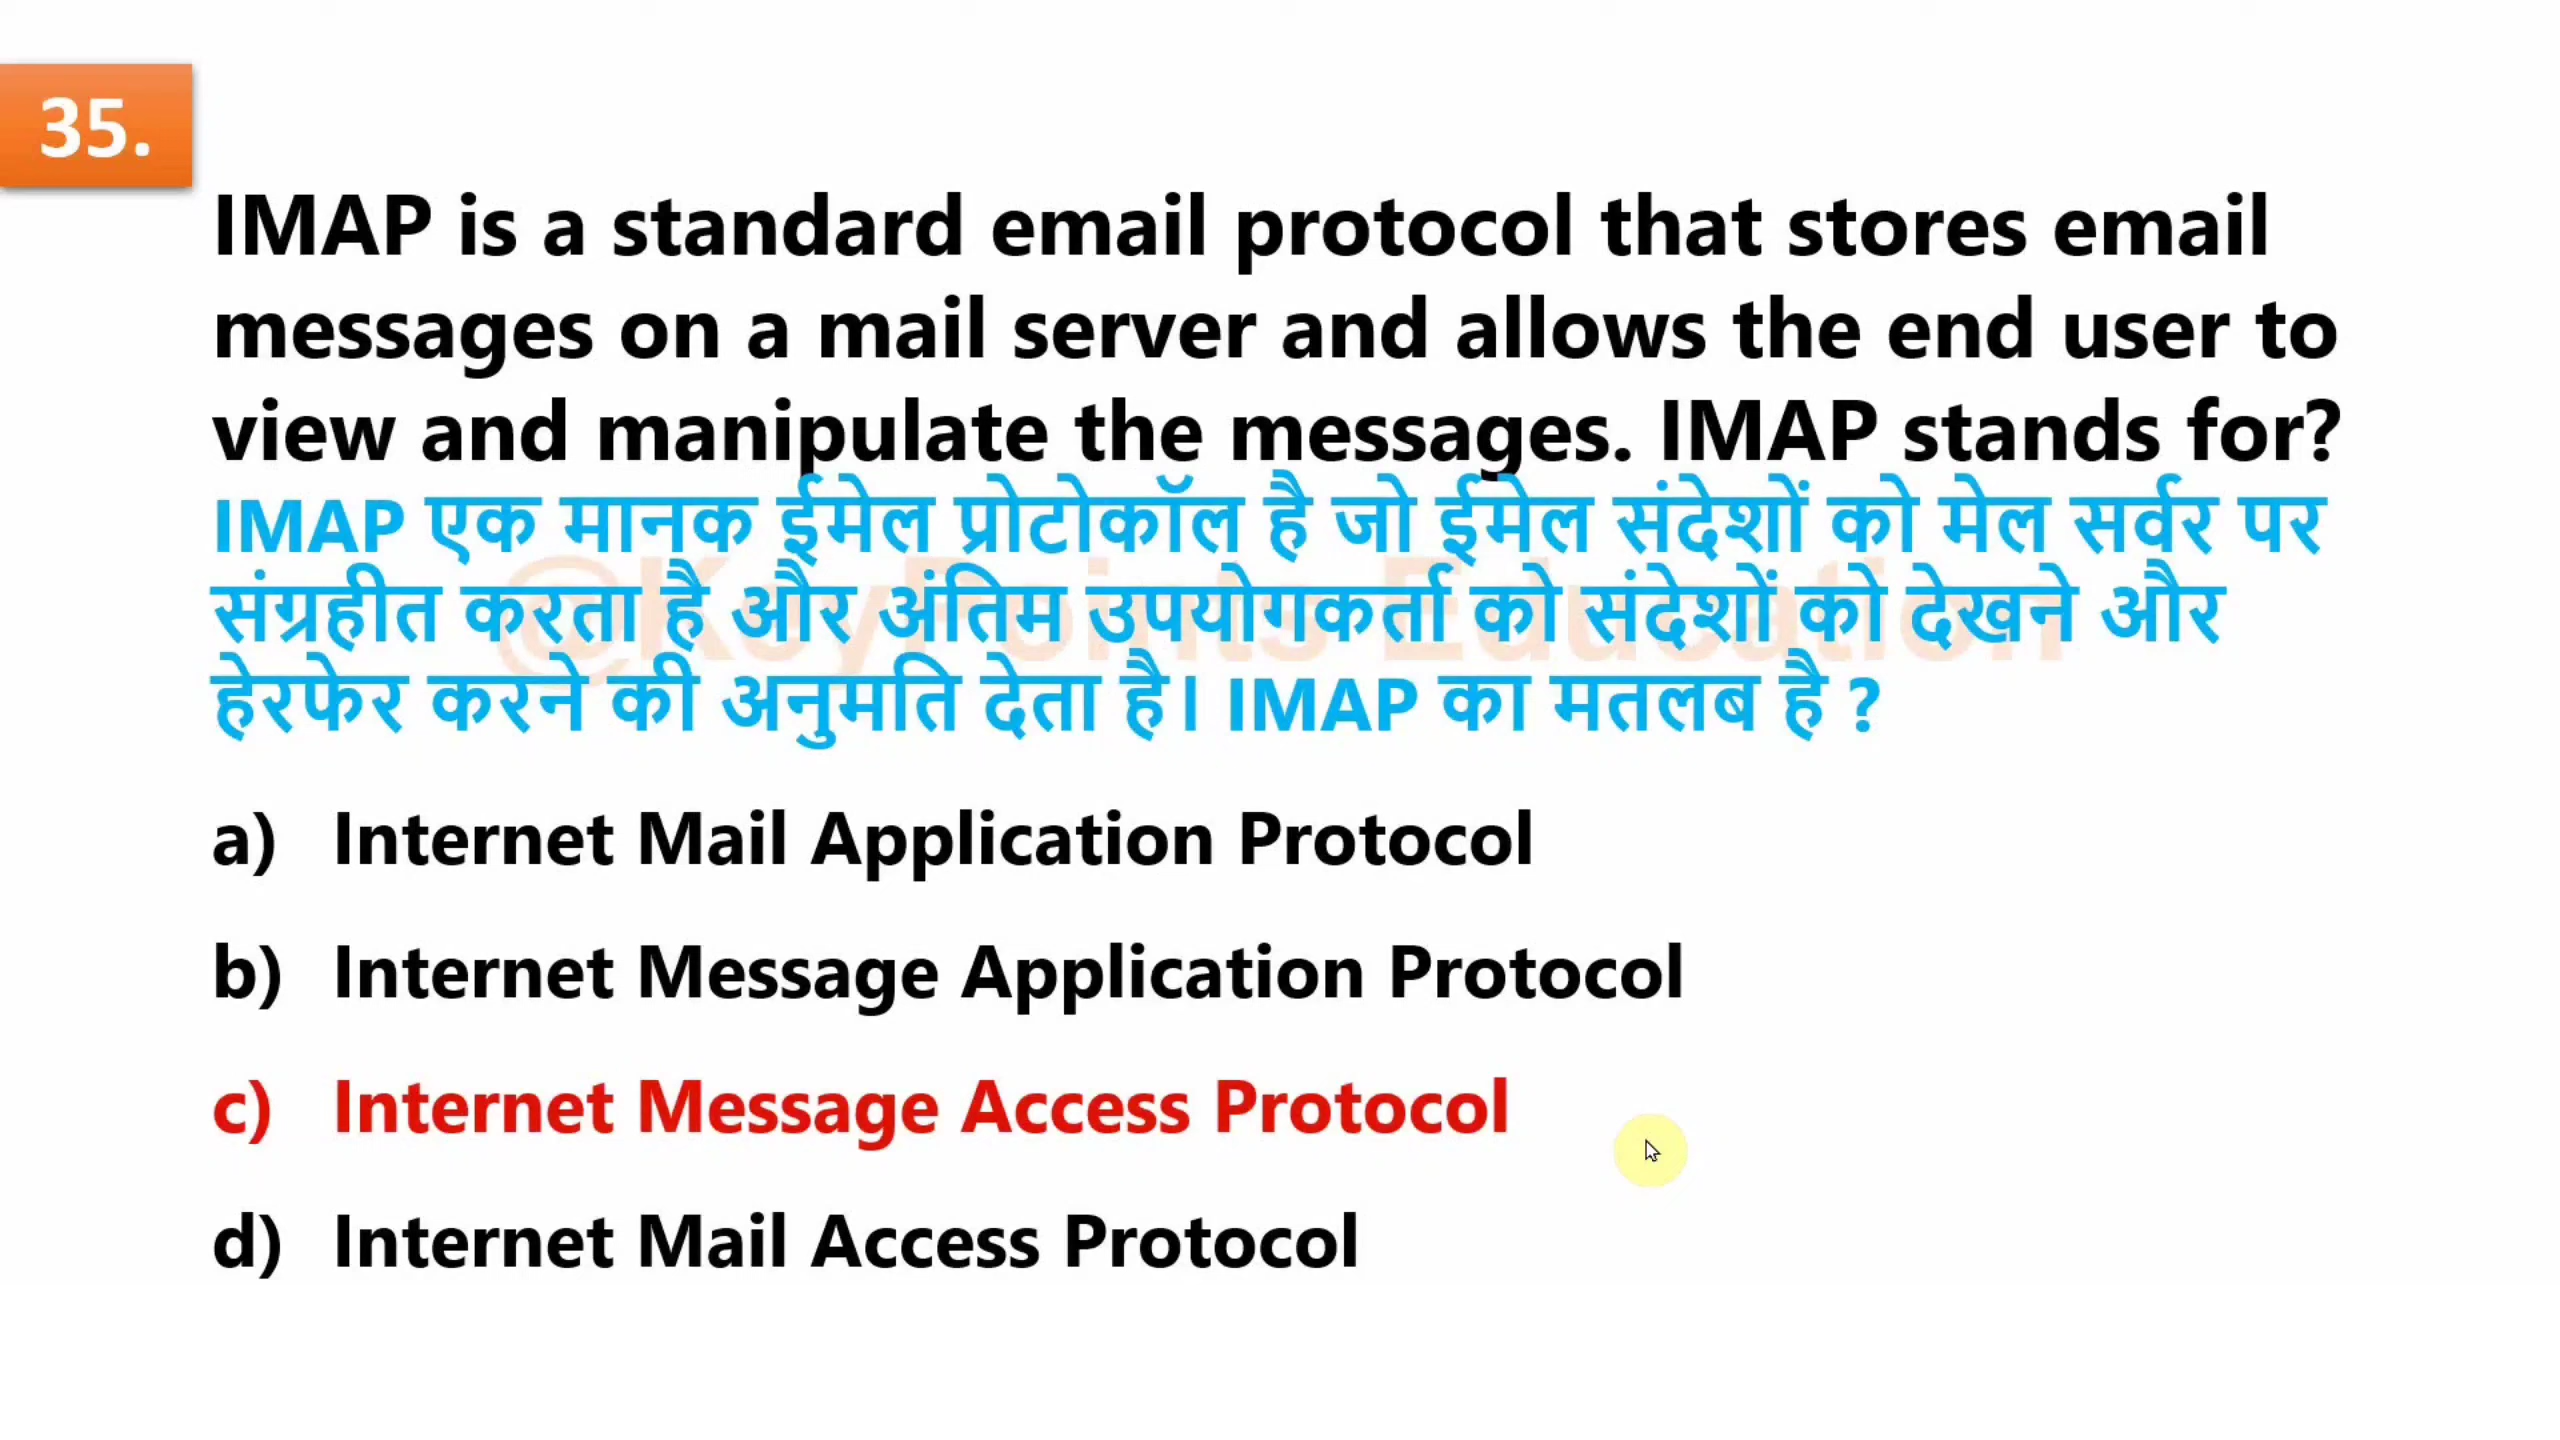 35.
IMAP is a standard email protocol that stores email
messages on a mail server and allows the end user to
view and manipulate the messages. IMAP stands for?
IMAP एक मानक ईमेल प्रोटोकॉल है जो ईमेल संदेशों को मेल सर्वर पर
संग्रहीत करता है और अंतिम उपयोगकर्ता को संदेशों को देखने और
हेरफेर करने की अनुमति देता है। IMAP का मतलब है ?
@KeyPoints Education
a) Internet Mail Application Protocol
b) Internet Message Application Protocol
c) Internet Message Access Protocol
d) Internet Mail Access Protocol